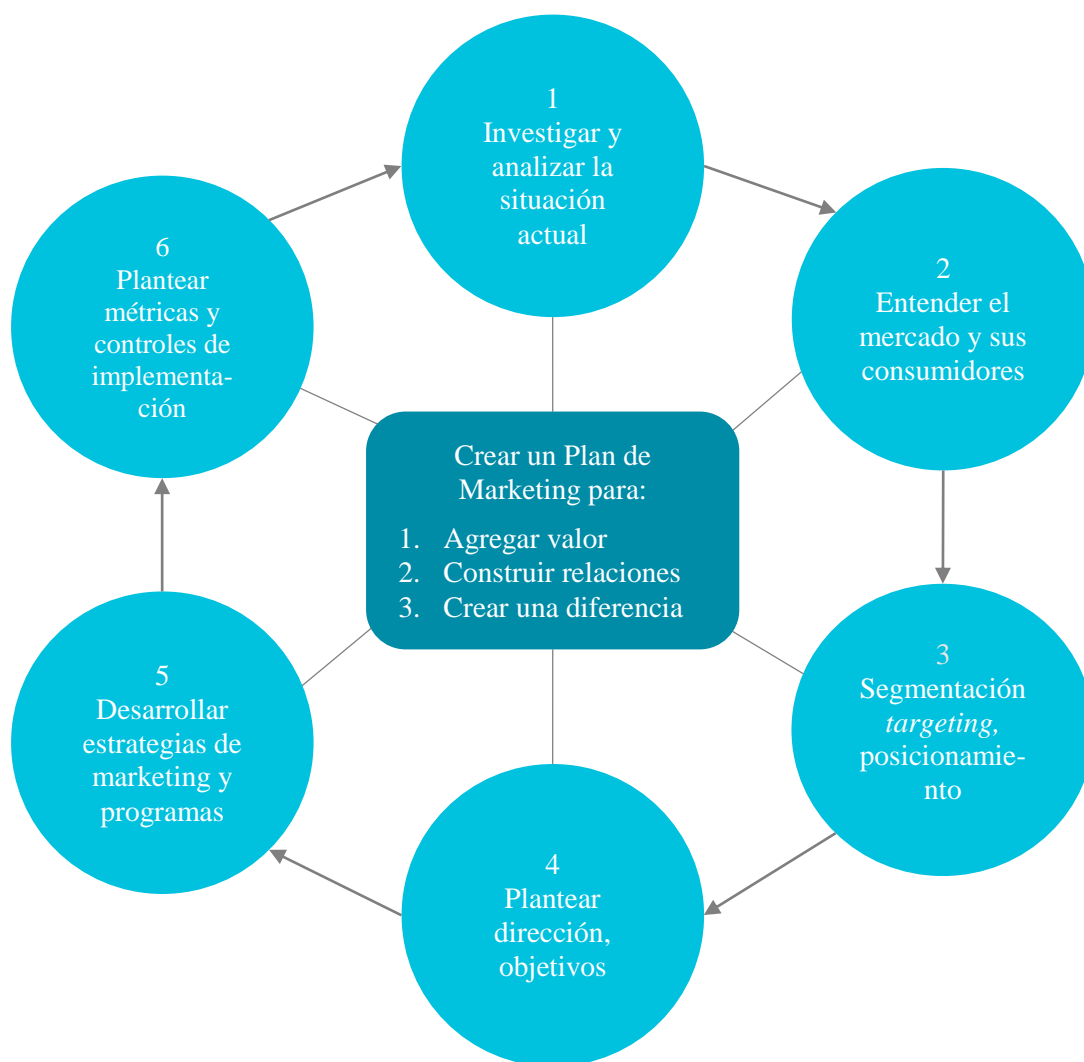 1
Investigar y
analizar la
situación
actual
2
Entender el
mercado y sus
consumidores
3
Segmentación
targeting,
posicionamie-
nto
4
Plantear
dirección,
objetivos
5
Desarrollar
estrategias de
marketing y
programas
6
Plantear
métricas y
controles de
implementa-
ción
Crear un Plan de
Marketing para:
1. Agregar valor
2. Construir relaciones
3. Crear una diferencia